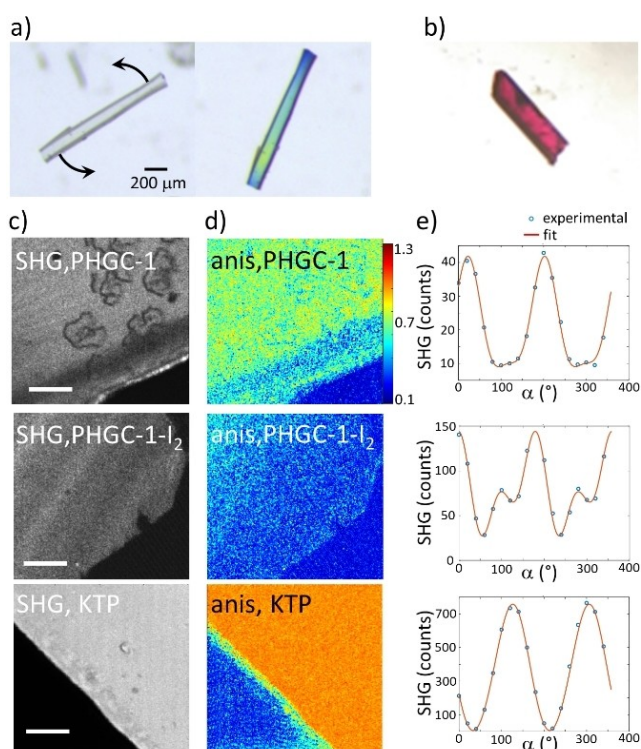 a)
b)
200 μm
c)
d)
e)
experimental
fit
SHG,PHGC-1
anis,PHGC-1
1.3
0.7
0.1
40
30
20
10
SHG (counts)
0
100
200
300
400
α (°)
SHG,PHGC-1-I₂
anis,PHGC-1-I₂
150
100
50
0
SHG (counts)
0
100
200
300
400
α (°)
SHG, KTP
anis, KTP
700
500
300
100
SHG (counts)
0
100
200
300
400
α (°)